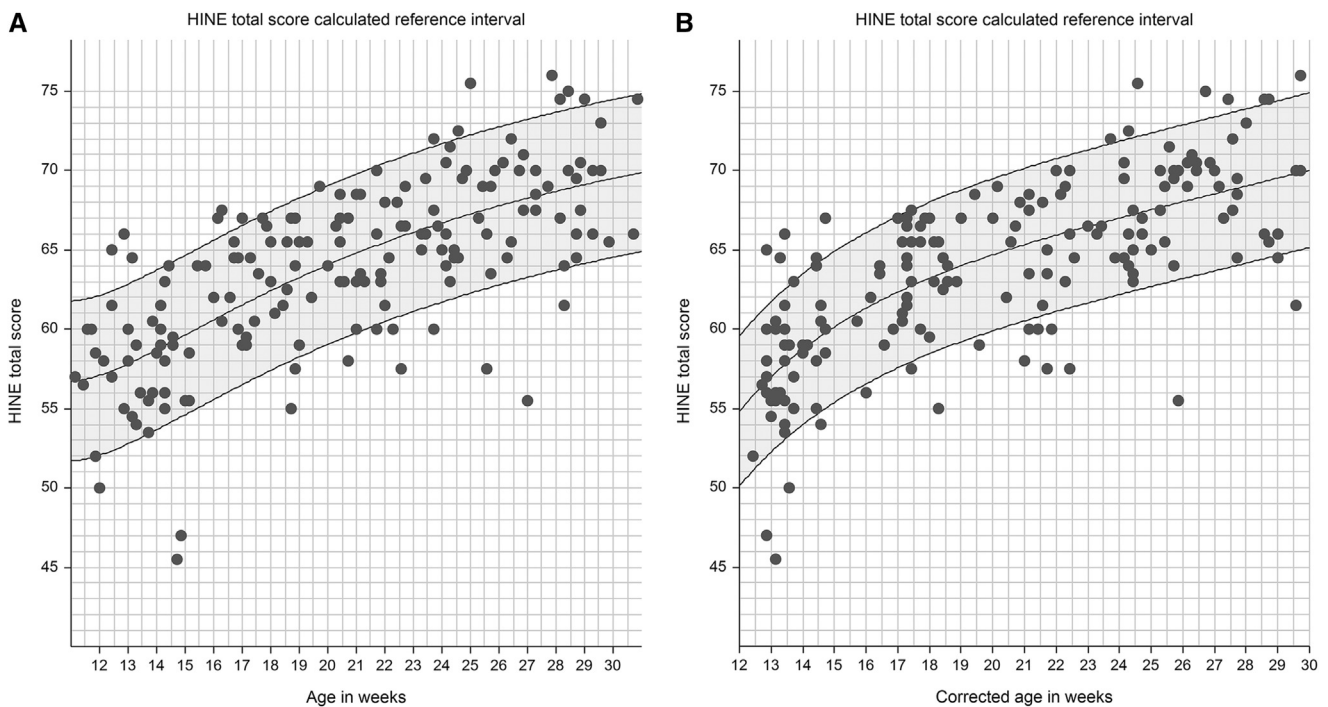 A
HINE total score calculated reference interval
HINE total score
75
70
65
60
55
50
45
12 13 14 15 16 17 18 19 20 21 22 23 24 25 26 27 28 29 30
Age in weeks
B
HINE total score calculated reference interval
HINE total score
75
70
65
60
55
50
45
12 13 14 15 16 17 18 19 20 21 22 23 24 25 26 27 28 29 30
Corrected age in weeks